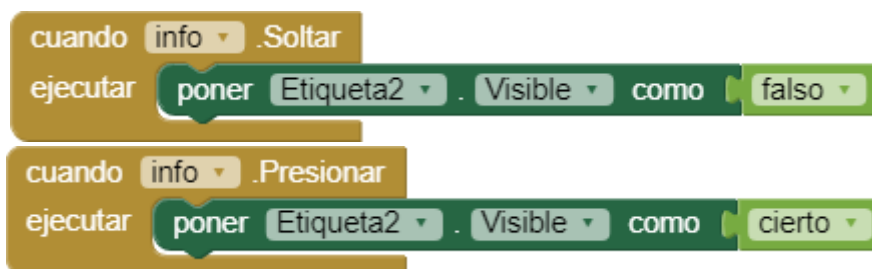 cuando info .Soltar
ejecutar poner Etiqueta2 . Visible como falso
cuando info .Presionar
ejecutar poner Etiqueta2 . Visible como cierto